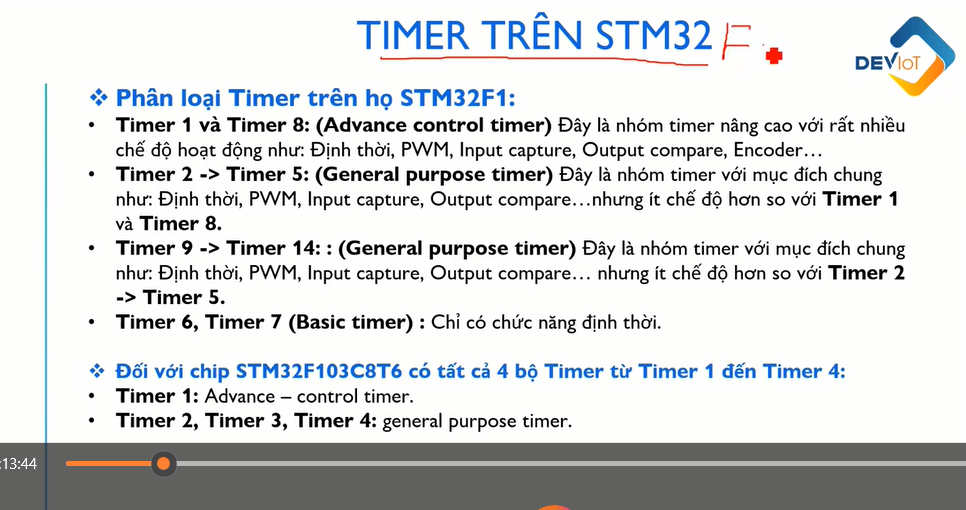 TIMER TRÊN STM32 F
DEVIoT
❖ Phân loại Timer trên họ STM32F1:
• Timer 1 và Timer 8: (Advance control timer) Đây là nhóm timer nâng cao với rất nhiều
chế độ hoạt động như: Định thời, PWM, Input capture, Output compare, Encoder…
• Timer 2 -> Timer 5: (General purpose timer) Đây là nhóm timer với mục đích chung
như: Định thời, PWM, Input capture, Output compare…nhưng ít chế độ hơn so với Timer 1
và Timer 8.
• Timer 9 -> Timer 14: : (General purpose timer) Đây là nhóm timer với mục đích chung
như: Định thời, PWM, Input capture, Output compare… nhưng ít chế độ hơn so với Timer 2
-> Timer 5.
• Timer 6, Timer 7 (Basic timer) : Chỉ có chức năng định thời.
❖ Đối với chip STM32F103C8T6 có tất cả 4 bộ Timer từ Timer 1 đến Timer 4:
• Timer 1: Advance – control timer.
• Timer 2, Timer 3, Timer 4: general purpose timer.
:13:44